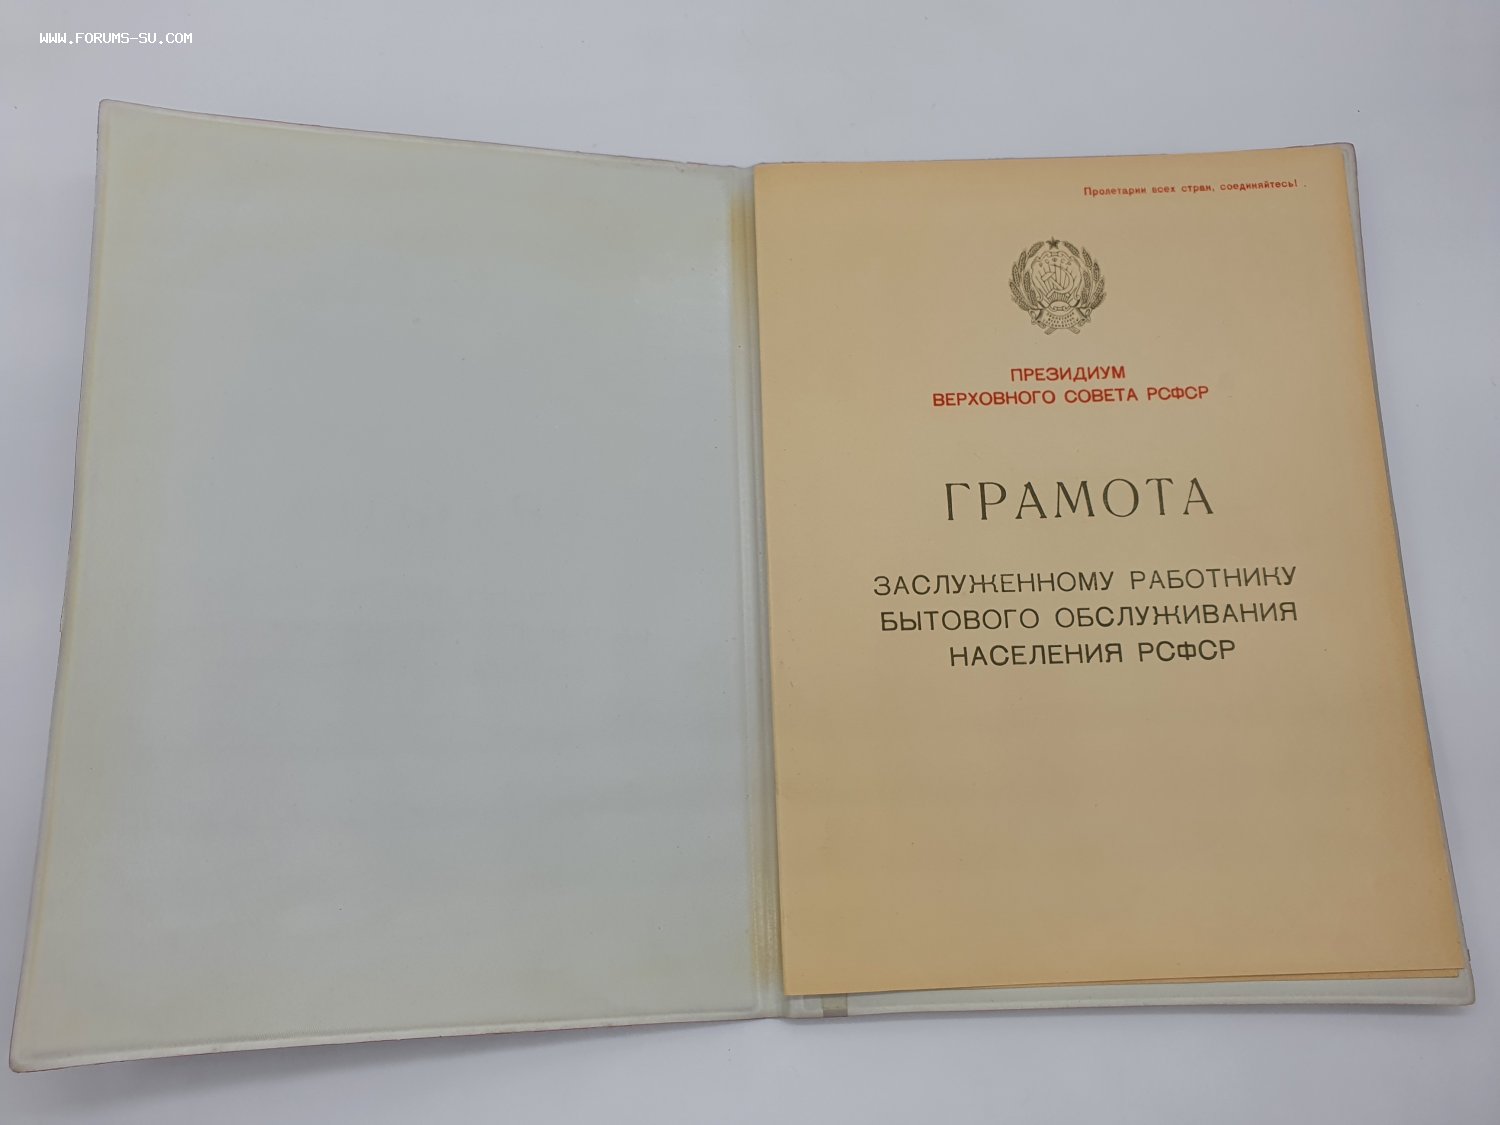 WWW.FORUMS-SU.COM
Пролетарии всех стран, соединяйтесь!
ПРЕЗИДИУМ
ВЕРХОВНОГО СОВЕТА РСФСР
ГРАМОТА
ЗАСЛУЖЕННОМУ РАБОТНИКУ
БЫТОВОГО ОБСЛУЖИВАНИЯ
НАСЕЛЕНИЯ РСФСР